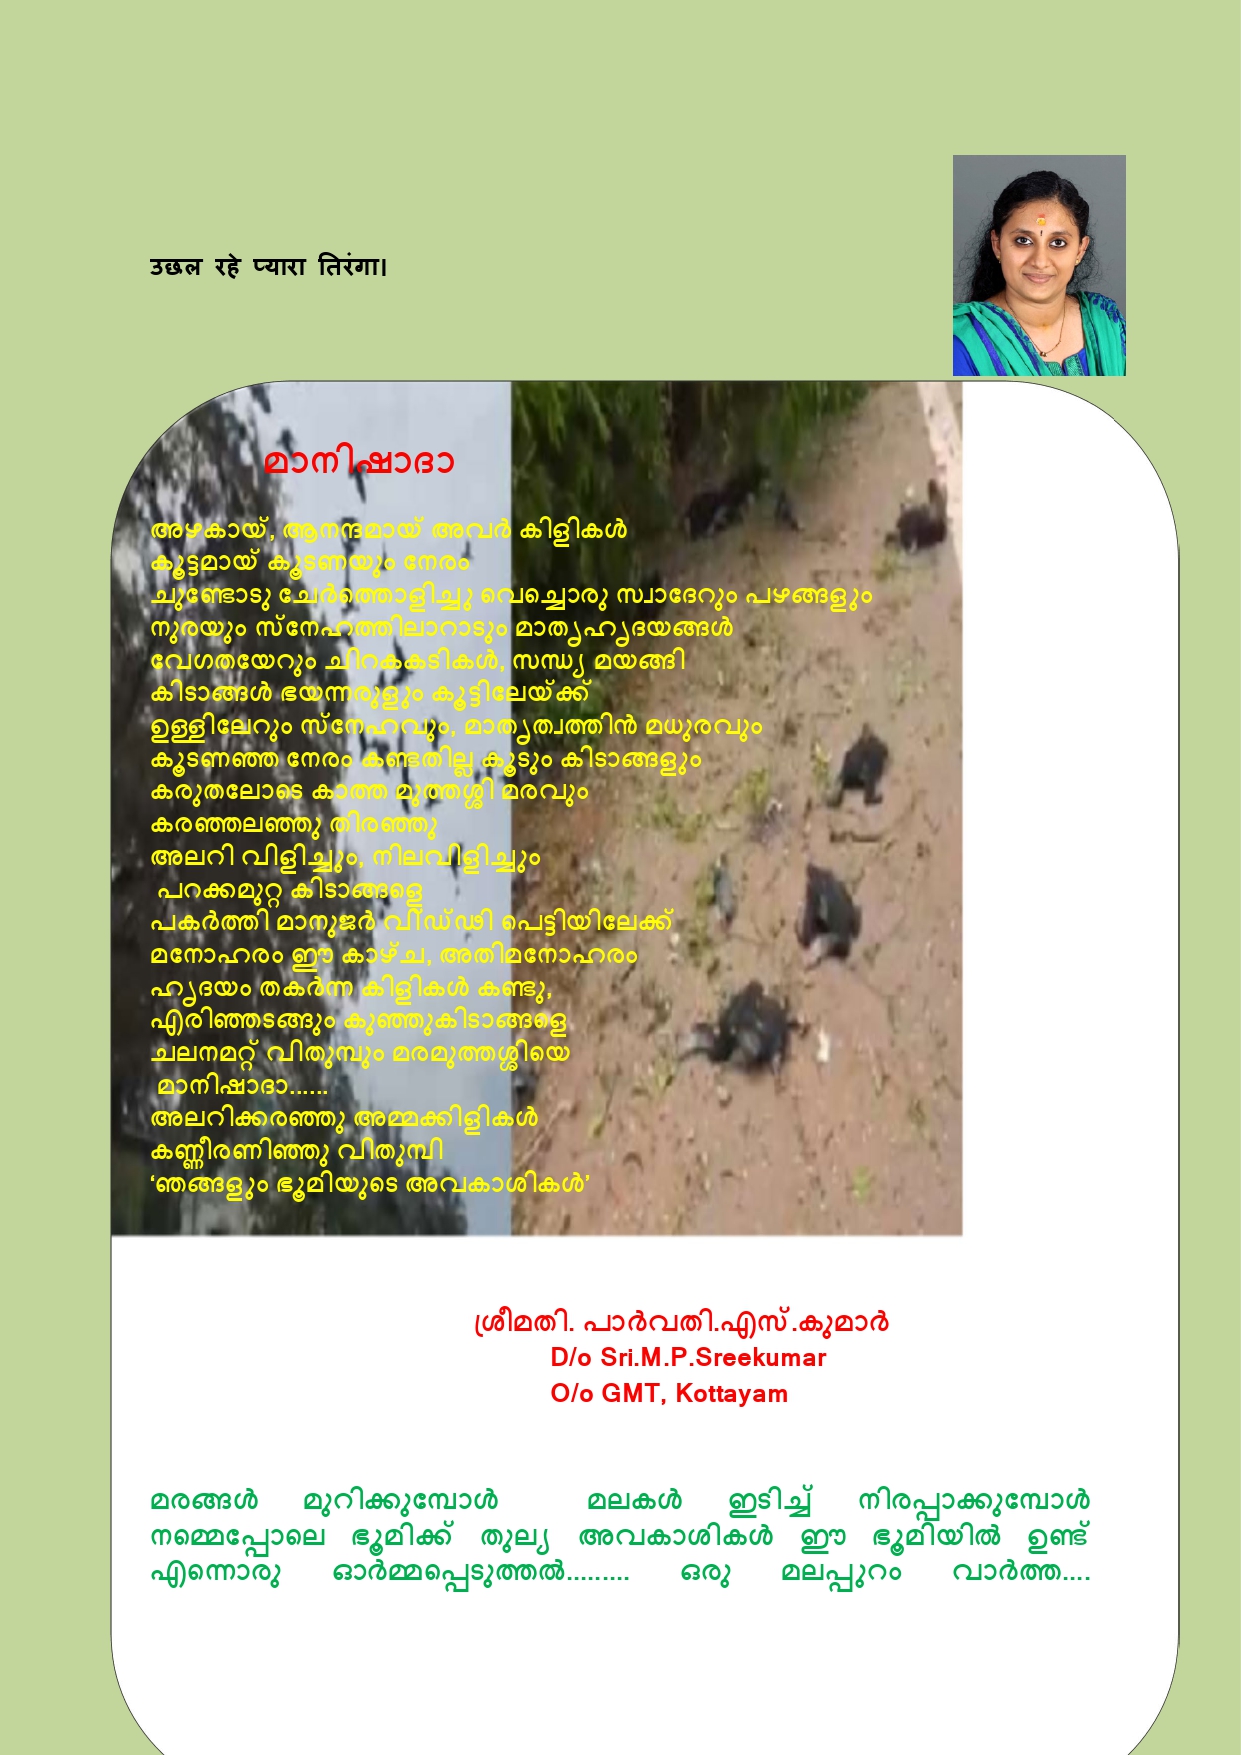 उछल रहे प्यारा तिरंगा।
മാനിഷാദാ
അഴകായ്, ആനന്ദമായ് അവർ കിളികൾ
കൂട്ടമായ് കൂടണയും നേരം
ചുണ്ടോടു ചേർത്തൊളിച്ചു വെച്ചൊരു സ്വാദേറും പഴങ്ങളും
നുരയും സ്നേഹത്തിലാറാടും മാതൃഹൃദയങ്ങൾ
വേഗതയേറും ചിറകകടികൾ, സന്ധ്യ മയങ്ങി
കിടാങ്ങൾ ഭയന്നരുളും കൂട്ടിലേയ്ക്ക്
ഉള്ളിലേറും സ്നേഹവും, മാതൃത്വത്തിൻ മധുരവും
കൂടണഞ്ഞ നേരം കണ്ടതില്ല കൂടും കിടാങ്ങളും
കരുതലോടെ കാത്ത മുത്തശ്ശി മരവും
കരഞ്ഞലഞ്ഞു തിരഞ്ഞു
അലറി വിളിച്ചും, നിലവിളിച്ചും
പറക്കമുറ്റ കിടാങ്ങളെ
പകർത്തി മാനുജർ വിഡ്ഢി പെട്ടിയിലേക്ക്
മനോഹരം ഈ കാഴ്ച, അതിമനോഹരം
ഹൃദയം തകർന്ന കിളികൾ കണ്ടു,
എരിഞ്ഞടങ്ങും കുഞ്ഞുകിടാങ്ങളെ
ചലനമറ്റ് വിതുമ്പും മരമുത്തശ്ശിയെ
മാനിഷാദാ......
അലറിക്കരഞ്ഞു അമ്മക്കിളികൾ
കണ്ണീരണിഞ്ഞു വിതുമ്പി
‘ഞങ്ങളും ഭൂമിയുടെ അവകാശികൾ’
ശ്രീമതി. പാർവതി.എസ്.കുമാർ
D/o Sri.M.P.Sreekumar
O/o GMT, Kottayam
മരങ്ങൾ മുറിക്കുമ്പോൾ മലകൾ ഇടിച്ച് നിരപ്പാക്കുമ്പോൾ
നമ്മെപ്പോലെ ഭൂമിക്ക് തുല്യ അവകാശികൾ ഈ ഭൂമിയിൽ ഉണ്ട്
എന്നൊരു ഓർമ്മപ്പെടുത്തൽ......... ഒരു മലപ്പുറം വാർത്ത....